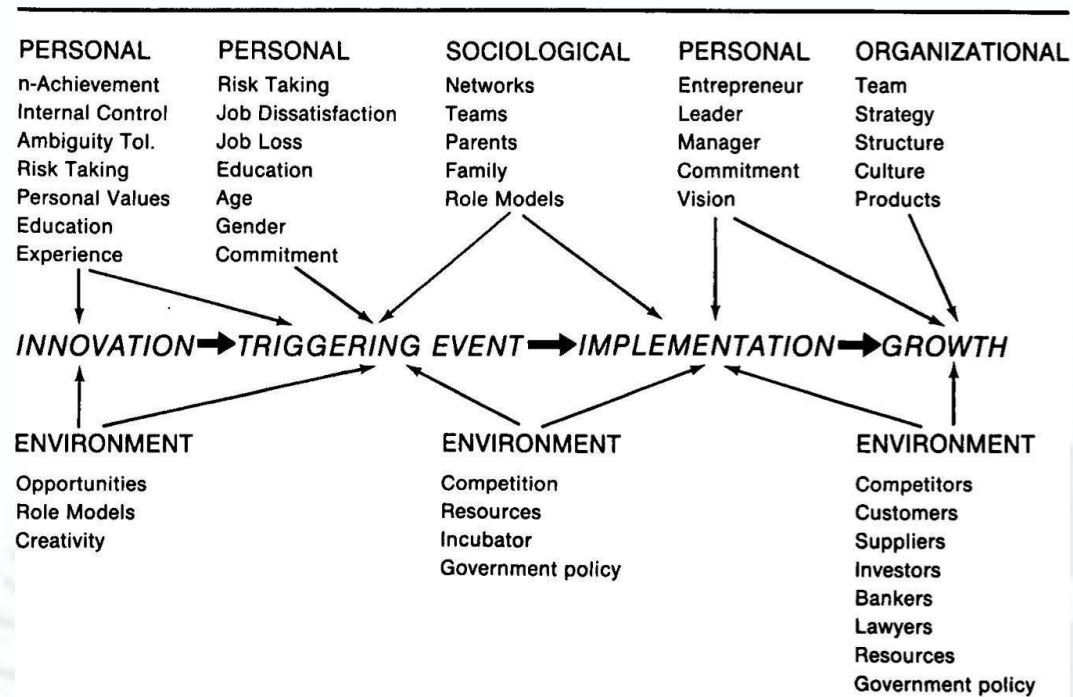 PERSONAL
n-Achievement
Internal Control
Ambiguity Tol.
Risk Taking
Personal Values
Education
Experience
PERSONAL
Risk Taking
Job Dissatisfaction
Job Loss
Education
Age
Gender
Commitment
SOCIOLOGICAL
Networks
Teams
Parents
Family
Role Models
PERSONAL
Entrepreneur
Leader
Manager
Commitment
Vision
ORGANIZATIONAL
Team
Strategy
Structure
Culture
Products
INNOVATION TRIGGERING EVENT IMPLEMENTATION GROWTH
ENVIRONMENT
Opportunities
Role Models
Creativity
ENVIRONMENT
Competition
Resources
Incubator
Government policy
ENVIRONMENT
Competitors
Customers
Suppliers
Investors
Bankers
Lawyers
Resources
Government policy